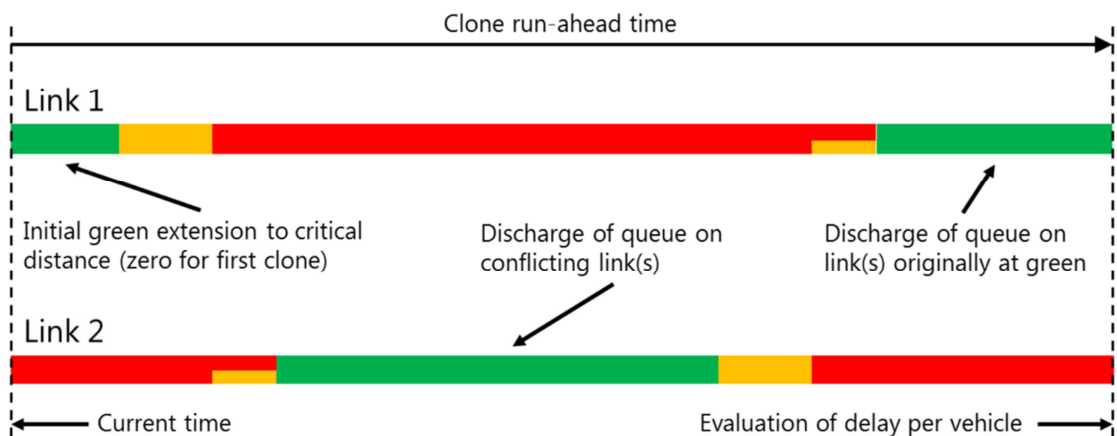 Clone run-ahead time
Link 1
Initial green extension to critical
distance (zero for first clone)
Discharge of queue on
conflicting link(s)
Discharge of queue on
link(s) originally at green
Link 2
Current time
Evaluation of delay per vehicle